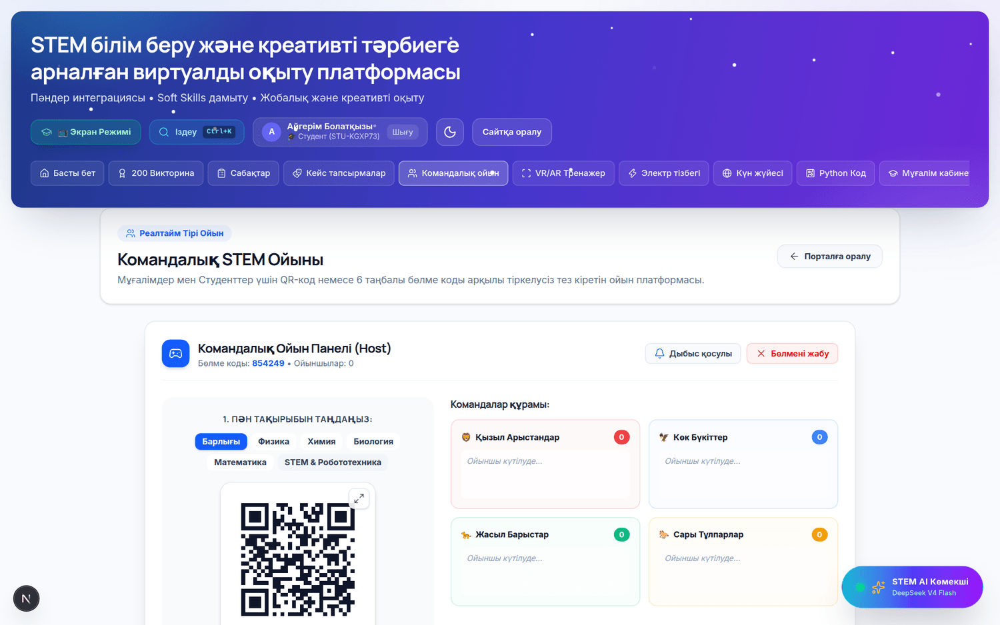 STEM білім беру және креативті тәрбиеге
арналған виртуалды оқыту платформасы
Пәндер интеграциясы • Soft Skills дамыту • Жобалық және креативті оқыту
Экран Режимі
Іздеу Ctrl+K
A
Айгерім Болатқызы
Студент (STU-KGXP73)
Шығу
Сайтқа оралу
Басты бет
200 Викторина
Сабақтар
Кейс тапсырмалар
Командалық ойын
VR/AR Тренажер
Электр тізбегі
Күн жүйесі
Python Код
Мұғалім кабине
Реалтайм Тірі Ойын
Командалық STEM Ойыны
Мұғалімдер мен Студенттер үшін QR-код немесе 6 таңбалы бөлме коды арқылы тіркелусіз тез кіретін ойын платформасы.
Порталға оралу
Командалық Ойын Панелі (Host)
Бөлме коды: 854249 • Ойыншылар: 0
Дыбыс қосулы
Бөлмені жабу
1. ПӘН ТАҚЫРЫБЫН ТАҢДАҢЫЗ:
Барлығы
Физика
Химия
Биология
Математика
STEM & Робототехника
Командалар құрамы:
Қызыл Арыстандар 0
Ойыншы күтілуде...
Көк Бүкіттер 0
Ойыншы күтілуде...
Жасыл Барыстар 0
Ойыншы күтілуде...
Сары Тұлпарлар 0
Ойыншы күтілуде...
N
STEM AI Көмекші
DeepSeek V4 Flash